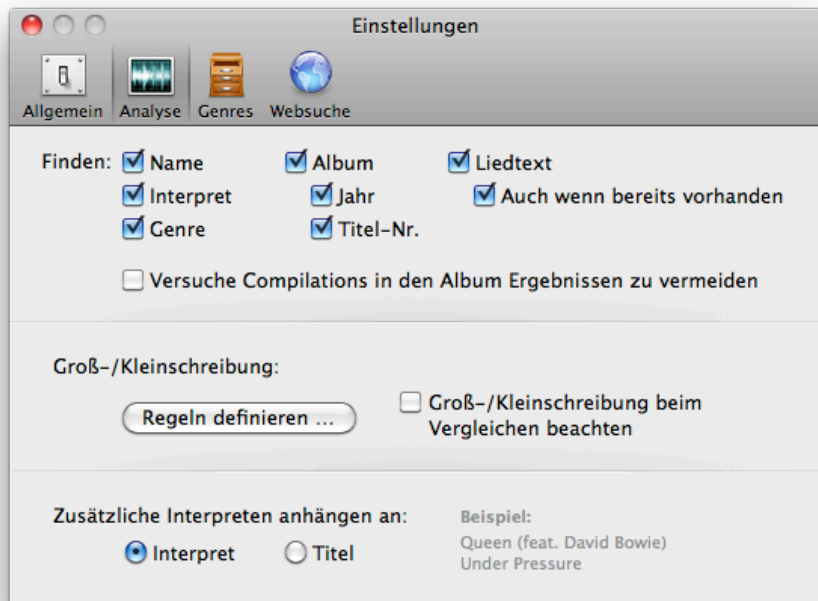 Einstellungen
Allgemein Analyse Genres Websuche
Finden: Name Album Liedtext
Interpret Jahr Auch wenn bereits vorhanden
Genre Titel-Nr.
Versuche Compilations in den Album Ergebnissen zu vermeiden
Groß-/Kleinschreibung:
Regeln definieren ...
Groß-/Kleinschreibung beim
Vergleichen beachten
Zusätzliche Interpreten anhängen an:
Interpret Titel
Beispiel:
Queen (feat. David Bowie)
Under Pressure